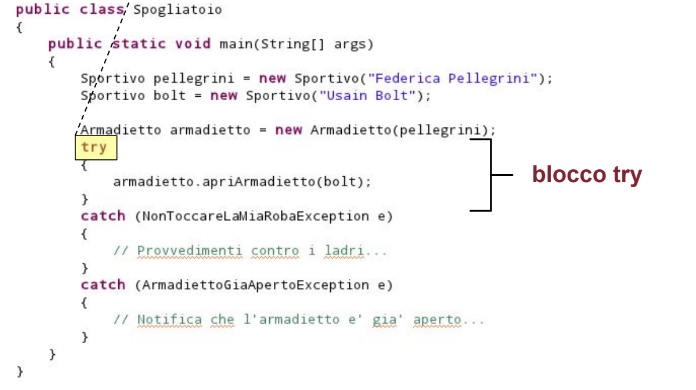 public class Spogliatoio
{
public static void main(String[] args)
{
Sportivo pellegrini = new Sportivo("Federica Pellegrini");
Sportivo bolt = new Sportivo("Usain Bolt");
Armadietto armadietto = new Armadietto(pellegrini);
try
{
armadietto.apriArmadietto(bolt);
}
blocco try
catch (NonToccareLaMiaRobaException e)
{
// Provvedimenti contro i ladri...
}
catch (ArmadiettoGiaApertoException e)
{
// Notifica che l'armadietto e' gia' aperto...
}
}
}